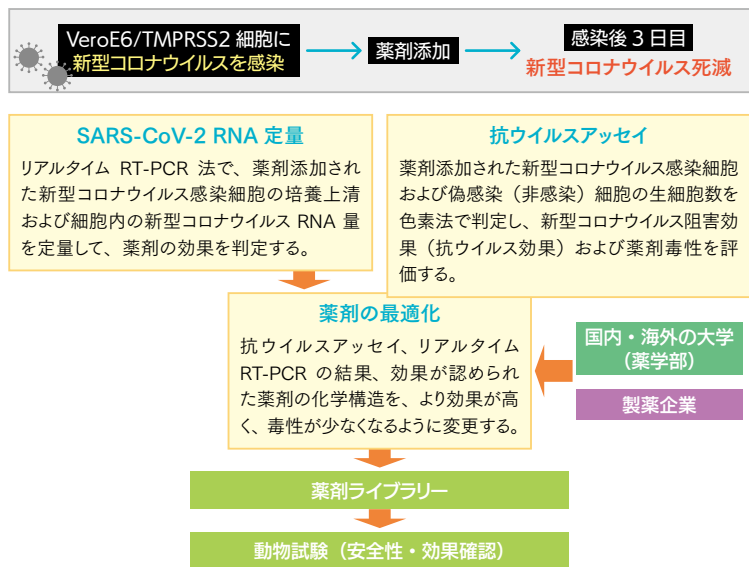 VeroE6/TMPRSS2 細胞に
新型コロナウイルスを感染
薬剤添加
感染後 3 日目
新型コロナウイルス死滅
SARS-CoV-2 RNA 定量
リアルタイム RT-PCR 法で、薬剤添加され
た新型コロナウイルス感染細胞の培養上清
および細胞内の新型コロナウイルス RNA 量
を定量して、薬剤の効果を判定する。
抗ウイルスアッセイ
薬剤添加された新型コロナウイルス感染細胞
および偽感染（非感染）細胞の生細胞数を
色素法で判定し、新型コロナウイルス阻害効
果（抗ウイルス効果）および薬剤毒性を評
価する。
薬剤の最適化
抗ウイルスアッセイ、リアルタイム
RT-PCR の結果、効果が認められ
た薬剤の化学構造を、より効果が高
く、毒性が少なくなるように変更する。
国内・海外の大学
（薬学部）
製薬企業
薬剤ライブラリー
動物試験（安全性・効果確認）